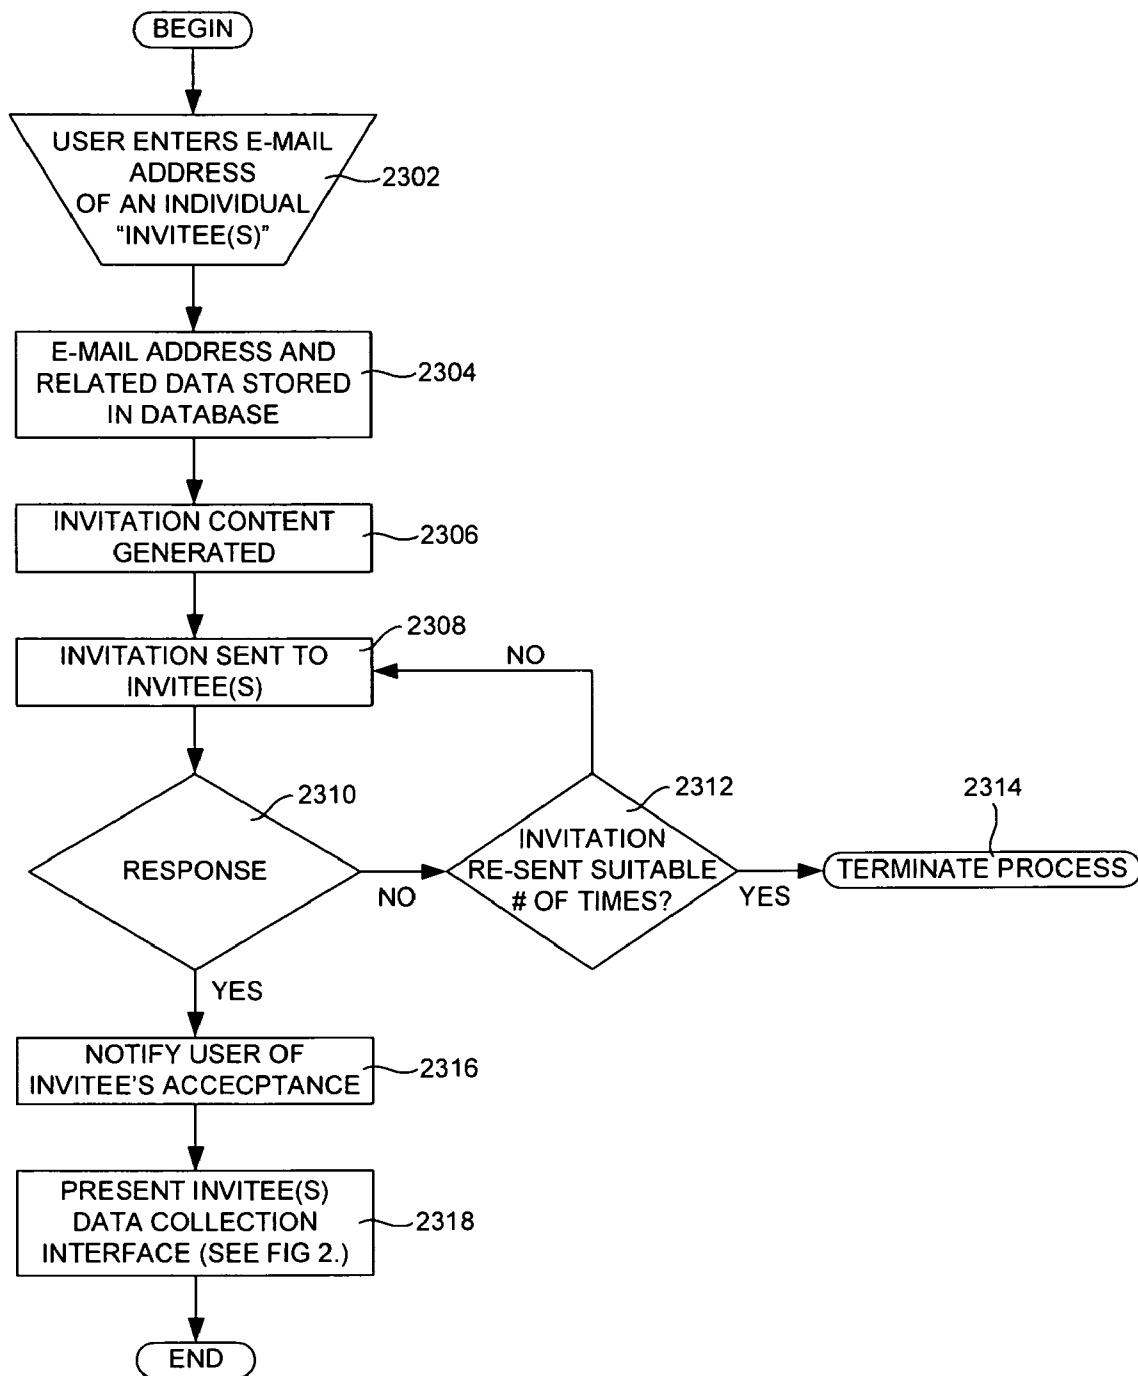 BEGIN
USER ENTERS E-MAIL
ADDRESS
OF AN INDIVIDUAL
“INVITEE(S)”
2302
E-MAIL ADDRESS AND
RELATED DATA STORED
IN DATABASE
2304
INVITATION CONTENT
GENERATED
2306
2308
INVITATION SENT TO
INVITEE(S)
NO
2310
RESPONSE
NO
2312
INVITATION
RE-SENT SUITABLE
# OF TIMES?
YES
2314
TERMINATE PROCESS
YES
NOTIFY USER OF
INVITEE’S ACCECPTANCE
2316
PRESENT INVITEE(S)
DATA COLLECTION
INTERFACE (SEE FIG 2.)
2318
END